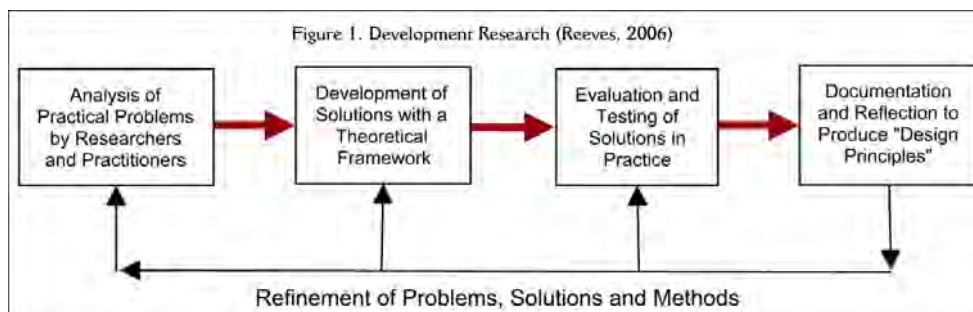 Figure 1. Development Research (Reeves, 2006)
Analysis of
Practical Problems
by Researchers
and Practitioners
Development of
Solutions with a
Theoretical
Framework
Evaluation and
Testing of
Solutions in
Practice
Documentation
and Reflection to
Produce "Design
Principles"
Refinement of Problems, Solutions and Methods